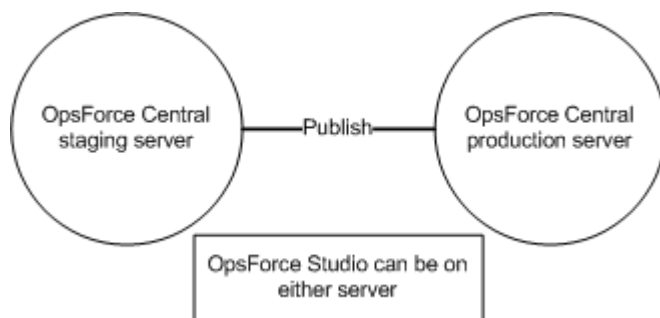 OpsForce Central
staging server
Publish
OpsForce Central
production server
OpsForce Studio can be on
either server